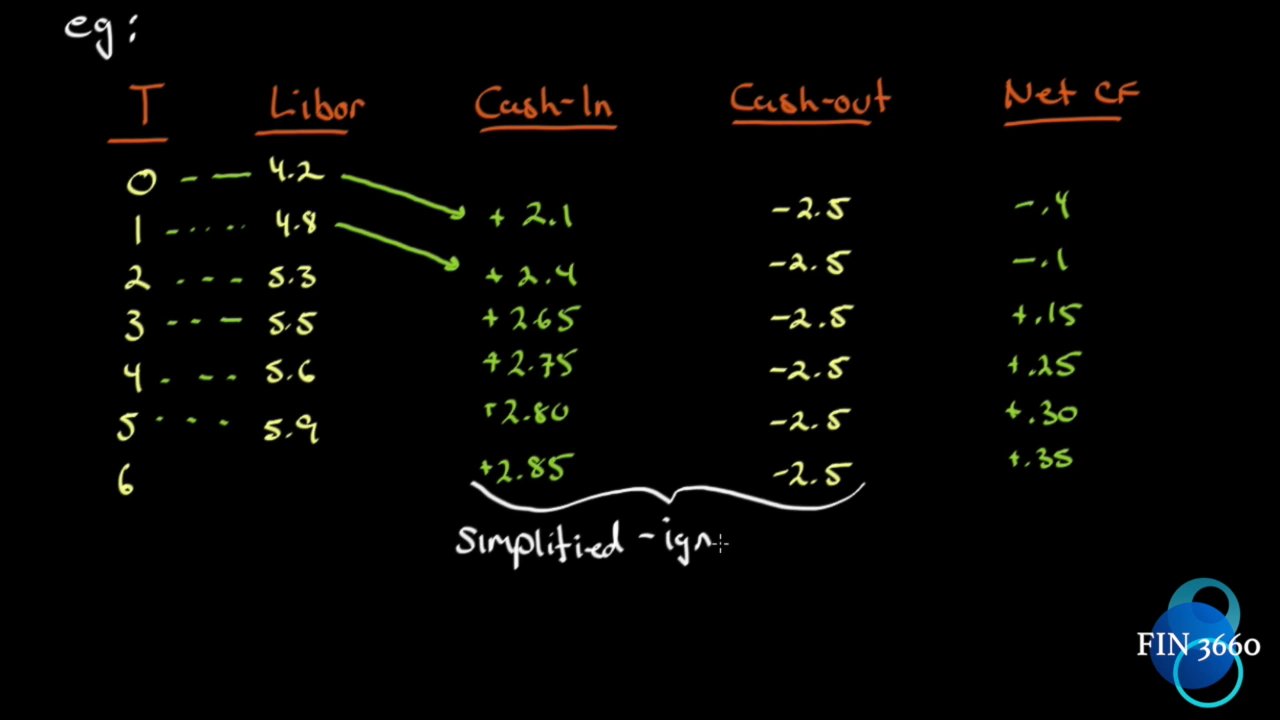 eg:
T Libor Cash-In Cash-out Net CF
0 4.2 + 2.1 -2.5 -.4
1 4.8 + 2.4 -2.5 -.1
2 5.3 + 2.65 -2.5 +.15
3 5.5 +2.75 -2.5 +.25
4 5.6 +2.80 -2.5 +.30
5 5.9 +2.85 -2.5 +.35
6
Simplified - ign
FIN 3660